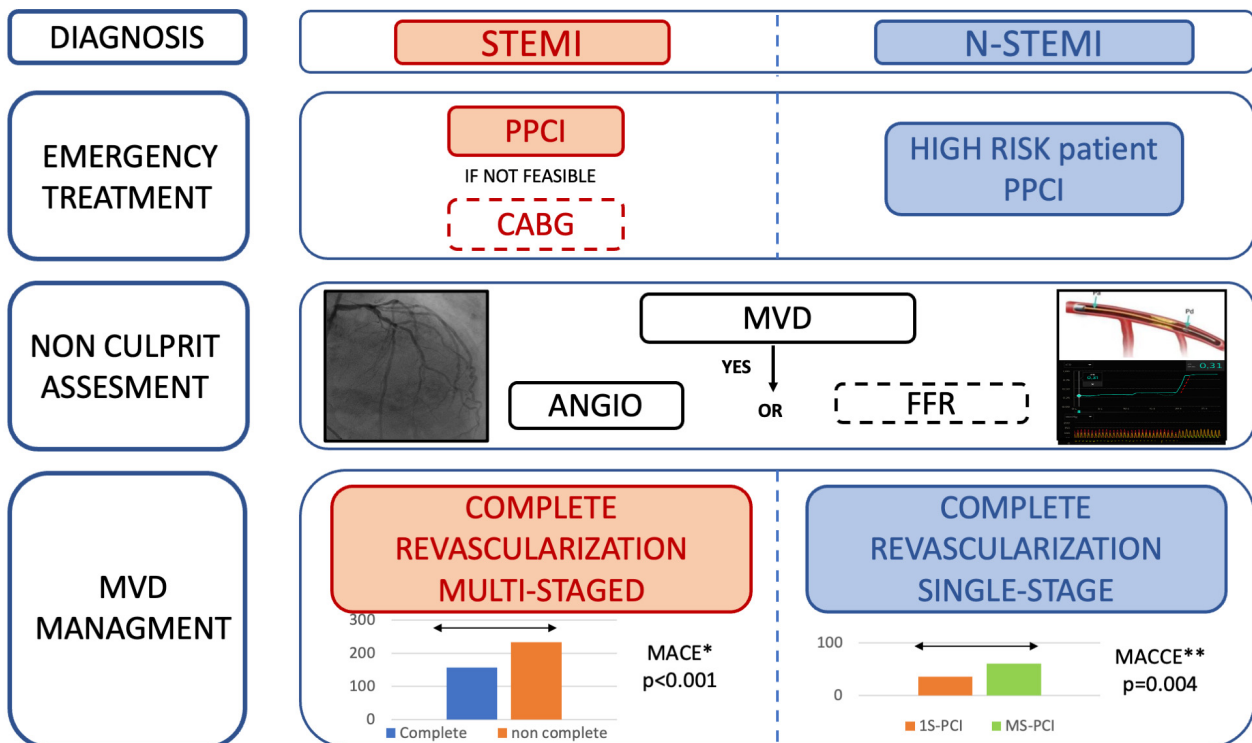 DIAGNOSIS
STEMI
N-STEMI
EMERGENCY
TREATMENT
PPCI
IF NOT FEASIBLE
CABG
HIGH RISK patient
PPCI
NON CULPRIT
ASSESMENT
MVD
YES
OR
ANGIO
FFR
Pa
Pd
0.31
MVD
MANAGMENT
COMPLETE
REVASCULARIZATION
MULTI-STAGED
COMPLETE
REVASCULARIZATION
SINGLE-STAGE
300
200
100
0
Complete
non complete
MACE*
p<0.001
100
0
1S-PCI
MS-PCI
MACCE**
p=0.004